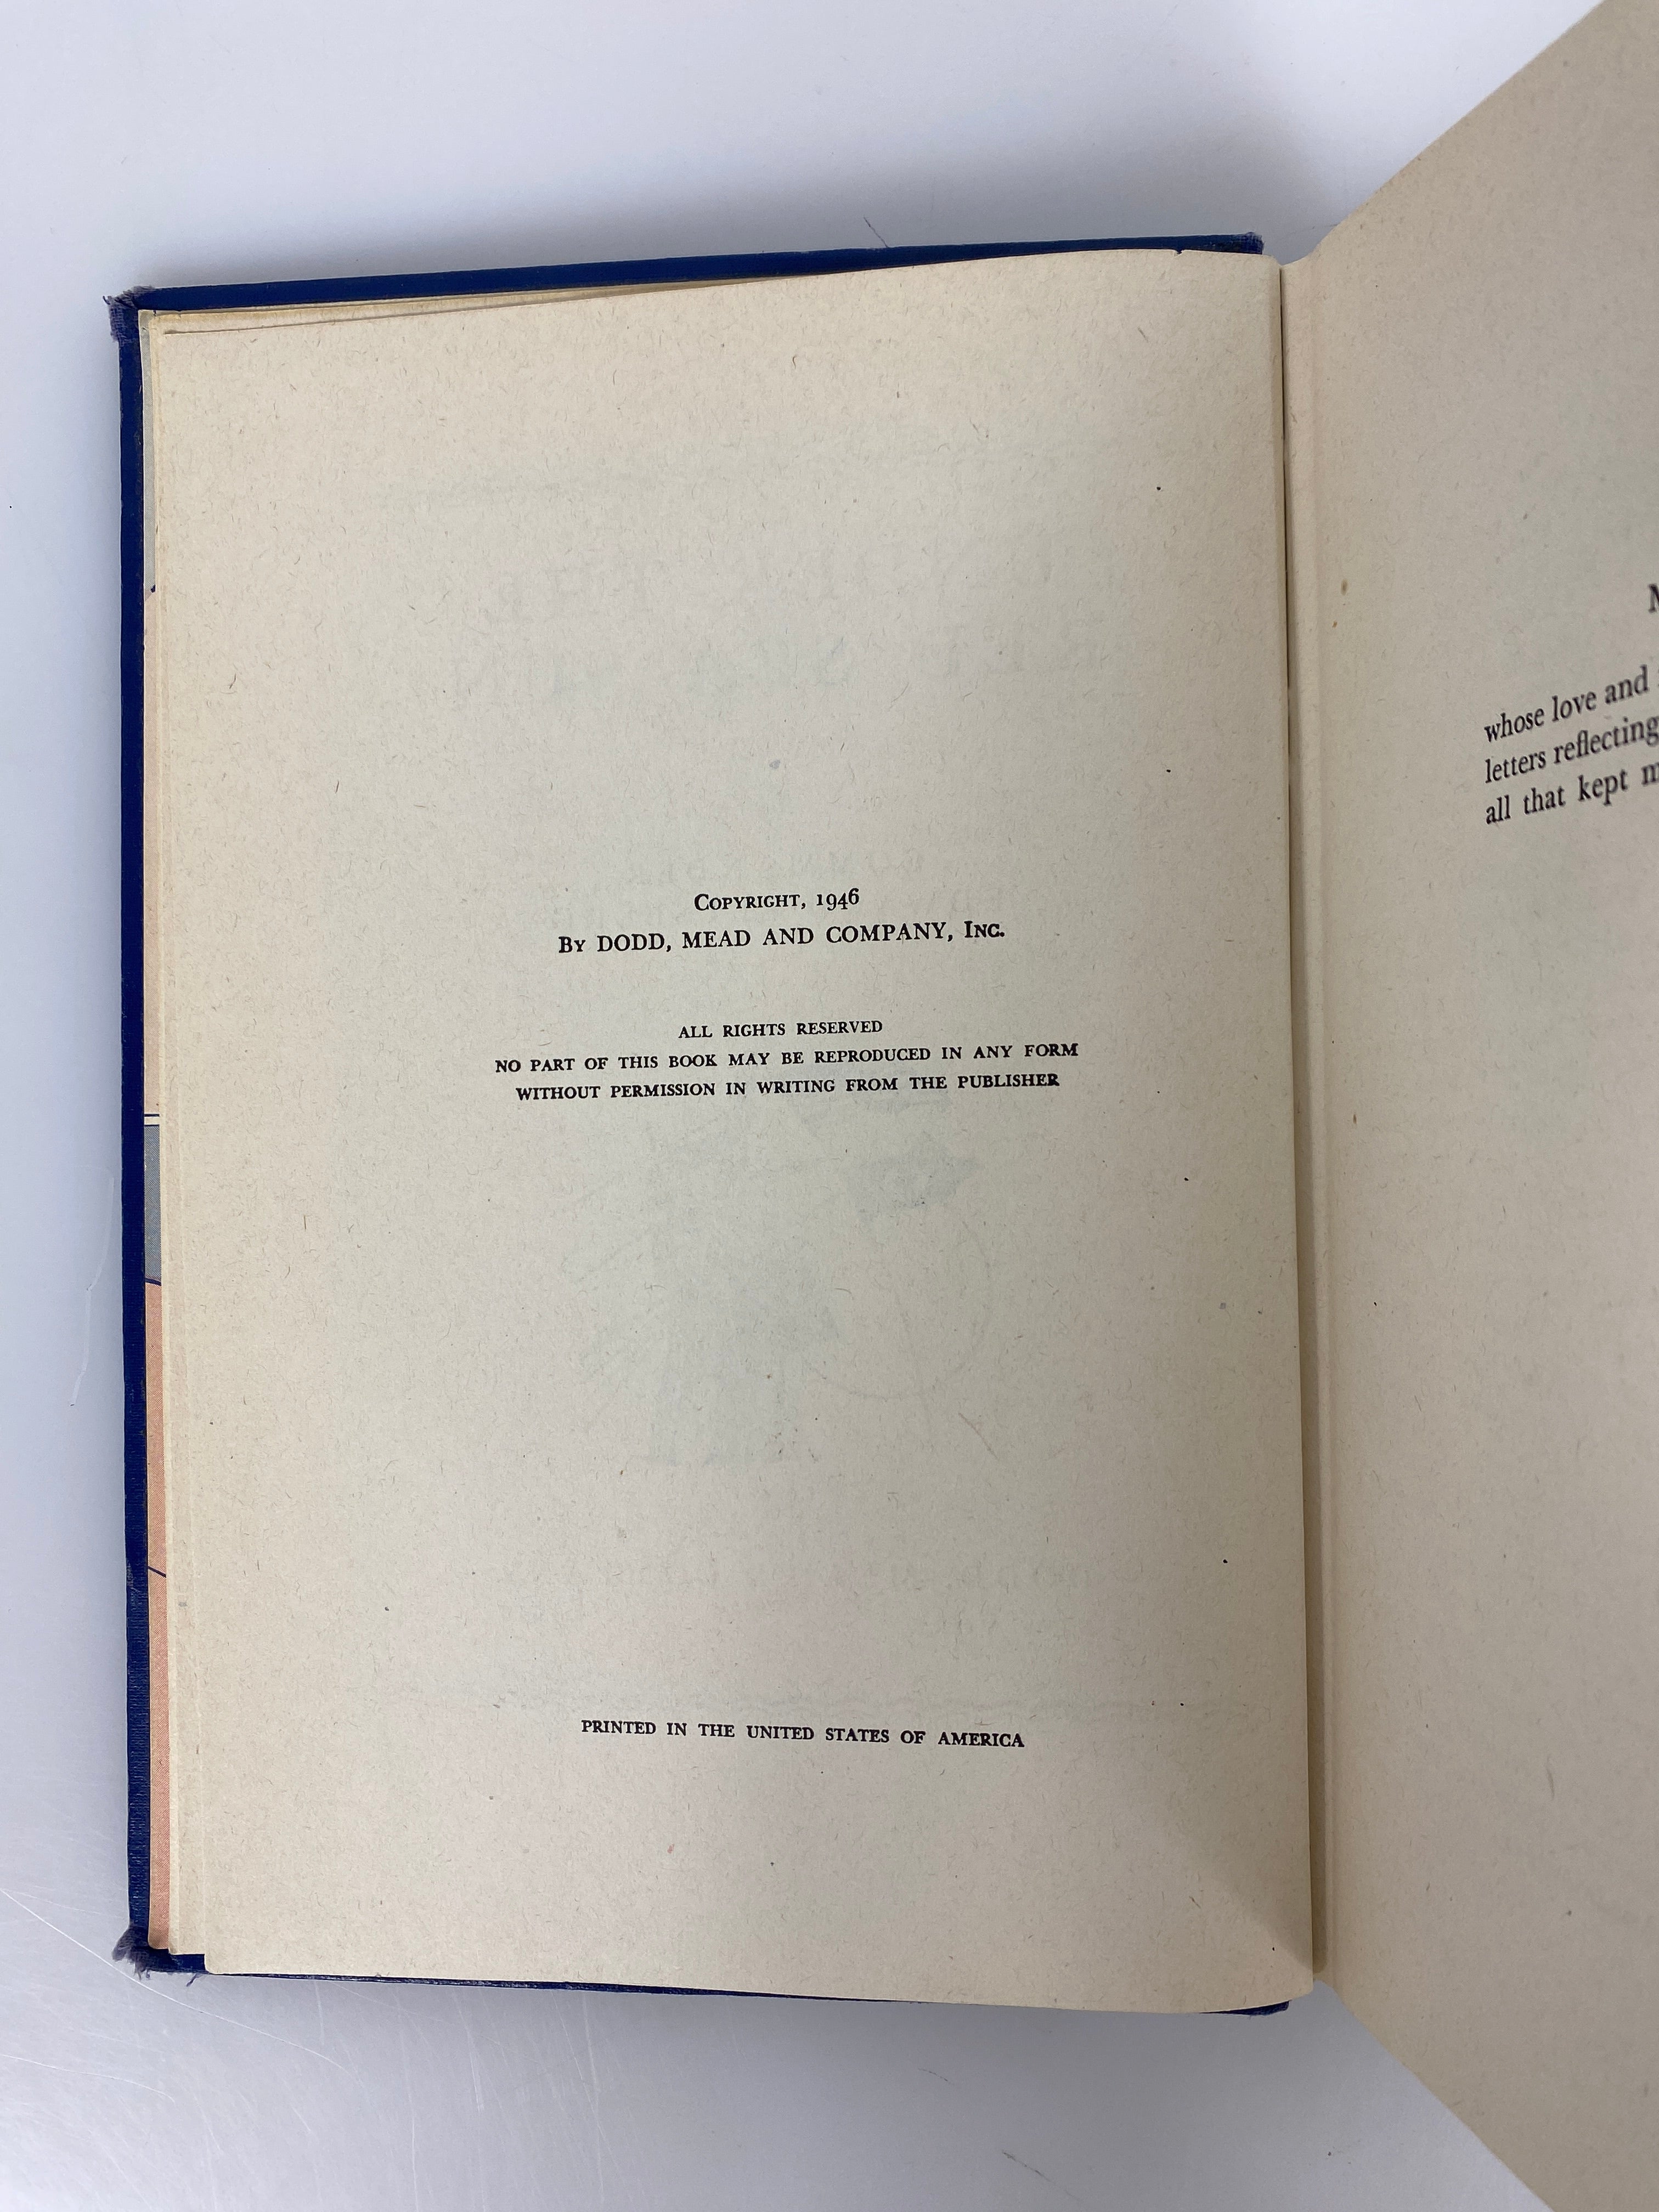 Copyright, 1946
By DODD, MEAD AND COMPANY, Inc.
ALL RIGHTS RESERVED
NO PART OF THIS BOOK MAY BE REPRODUCED IN ANY FORM
WITHOUT PERMISSION IN WRITING FROM THE PUBLISHER
PRINTED IN THE UNITED STATES OF AMERICA
whose love and
letters reflecting
all that kept